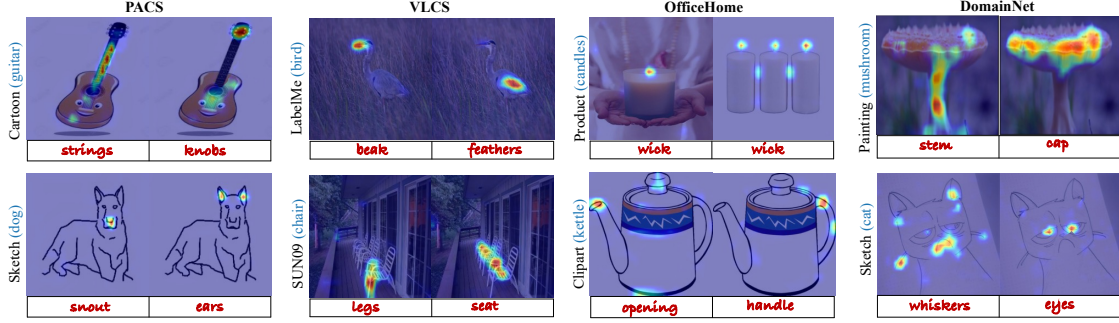 PACS
VLCS
OfficeHome
DomainNet
Cartoon (guitar)
strings
knobs
LabelMe (bird)
beak
feathers
Product (candles)
wick
wick
Painting (mushroom)
stem
cap
Sketch (dog)
snout
ears
SUN09 (chair)
legs
seat
Clipart (kettle)
opening
handle
Sketch (cat)
whiskers
eyes